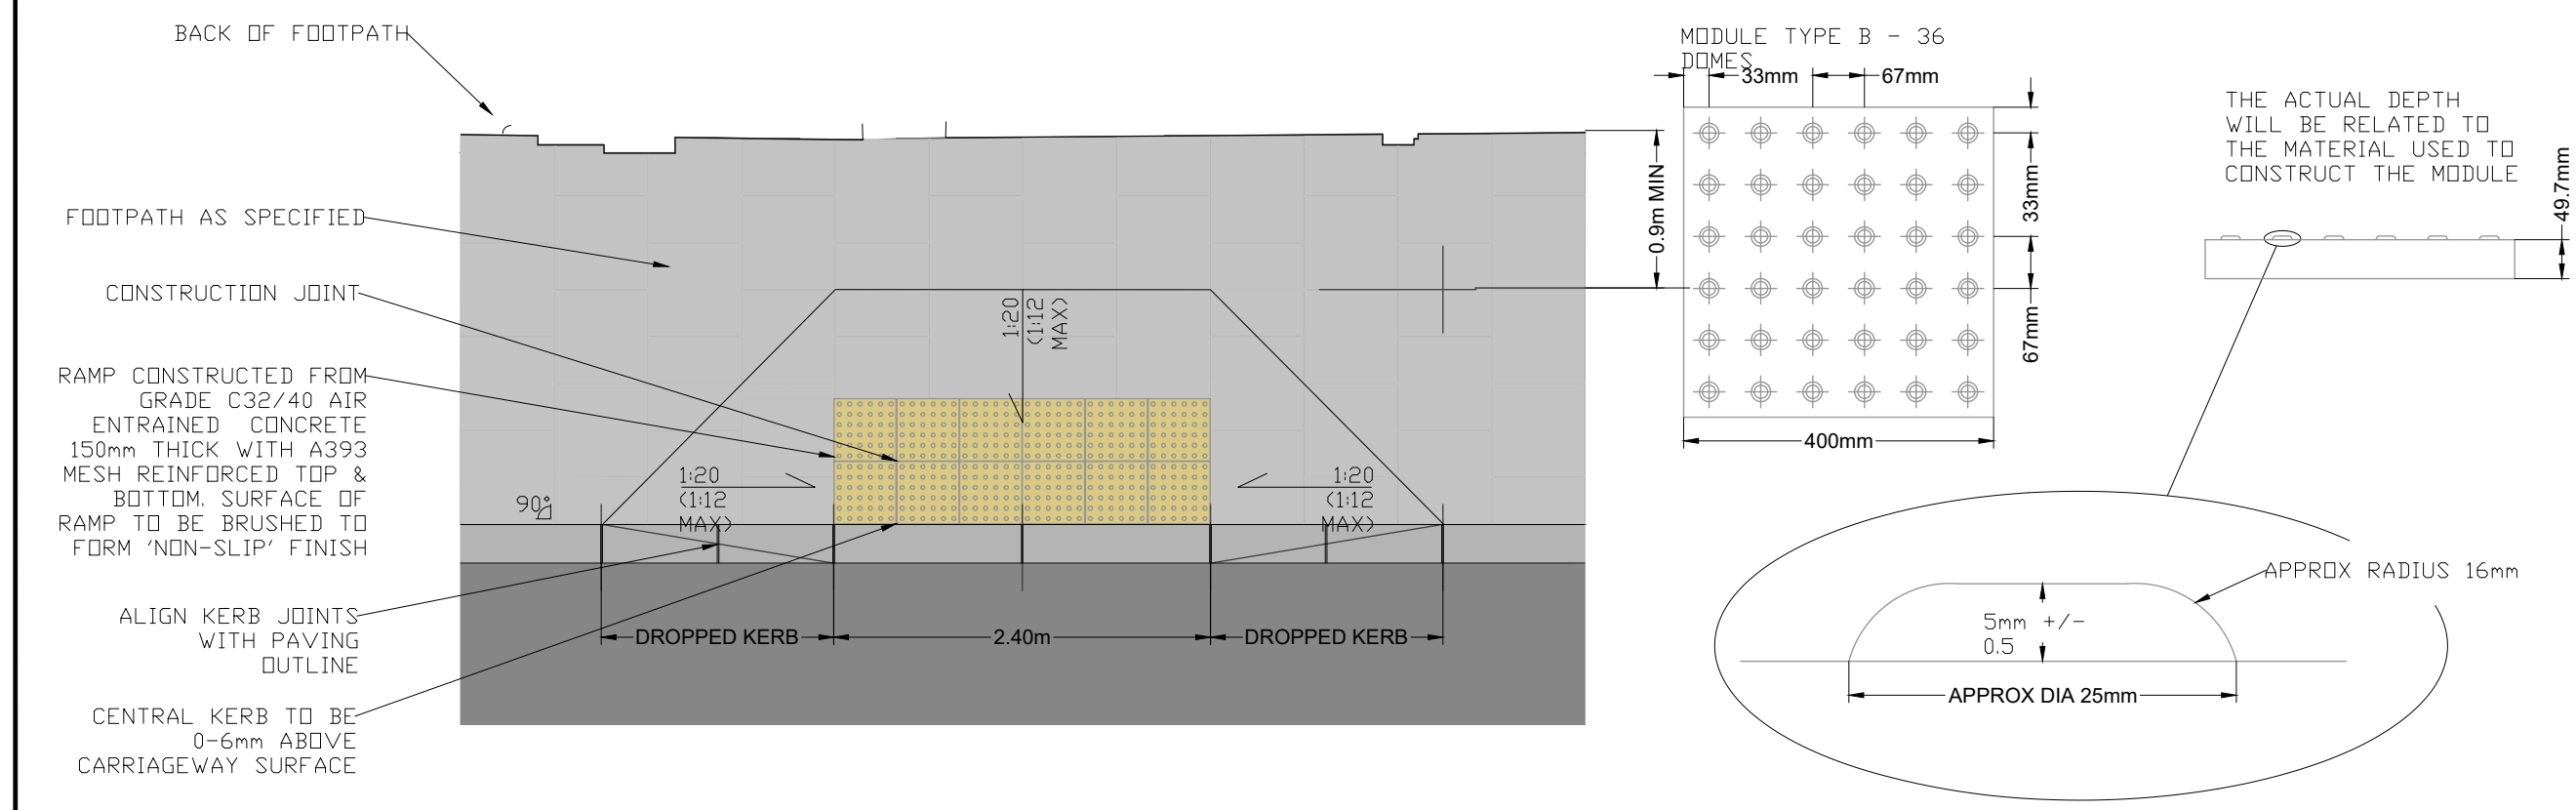 BACK OF FOOTPATH
FOOTPATH AS SPECIFIED
CONSTRUCTION JOINT
RAMP CONSTRUCTED FROM
GRADE C32/40 AIR
ENTRAINED CONCRETE
150mm THICK WITH A393
MESH REINFORCED TOP &
BOTTOM. SURFACE OF
RAMP TO BE BRUSHED TO
FORM 'NON-SLIP' FINISH
ALIGN KERB JOINTS
WITH PAVING
OUTLINE
CENTRAL KERB TO BE
0-6mm ABOVE
CARRIAGEWAY SURFACE
90°
1:20
(1:12
MAX)
1:20
(1:12
MAX)
1:20
(1:12
MAX)
DROPPED KERB
2.40m
DROPPED KERB
0.9m MIN
MODULE TYPE B - 36
DOMES
33mm
67mm
33mm
67mm
400mm
THE ACTUAL DEPTH
WILL BE RELATED TO
THE MATERIAL USED TO
CONSTRUCT THE MODULE
49.7mm
APPROX RADIUS 16mm
5mm +/-
0.5
APPROX DIA 25mm